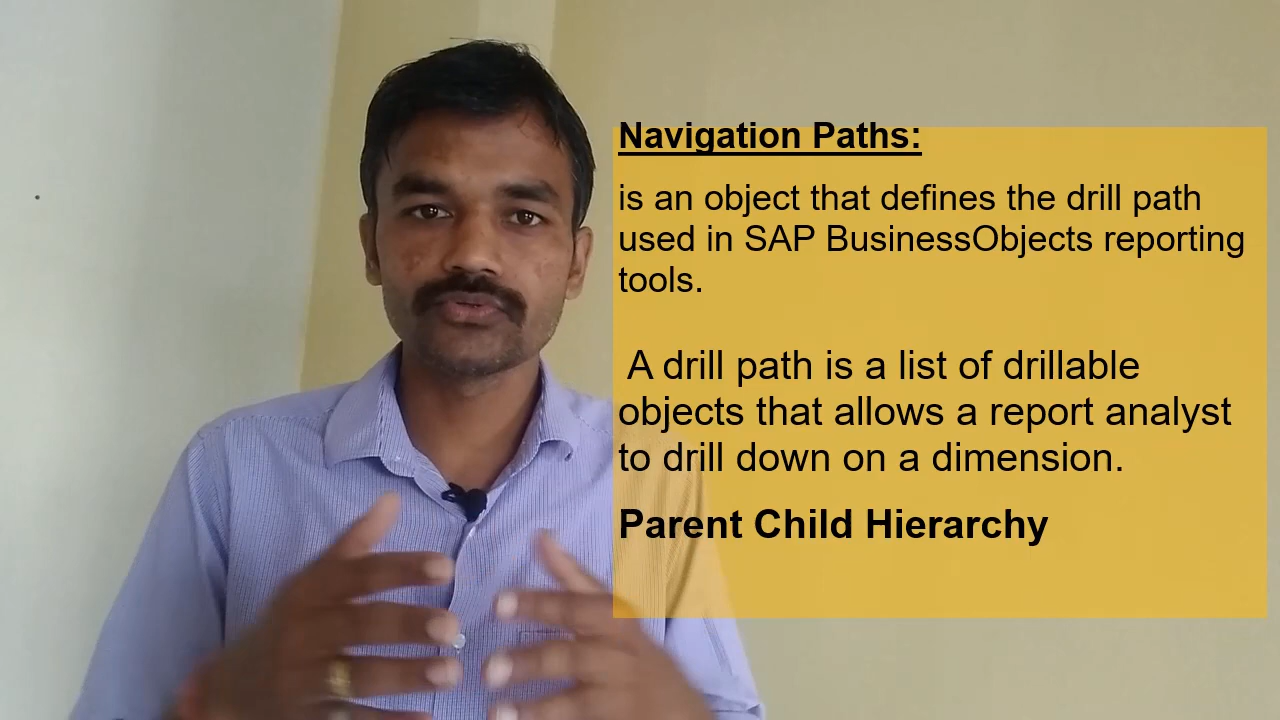 Navigation Paths:
is an object that defines the drill path
used in SAP BusinessObjects reporting
tools.
A drill path is a list of drillable
objects that allows a report analyst
to drill down on a dimension.
Parent Child Hierarchy